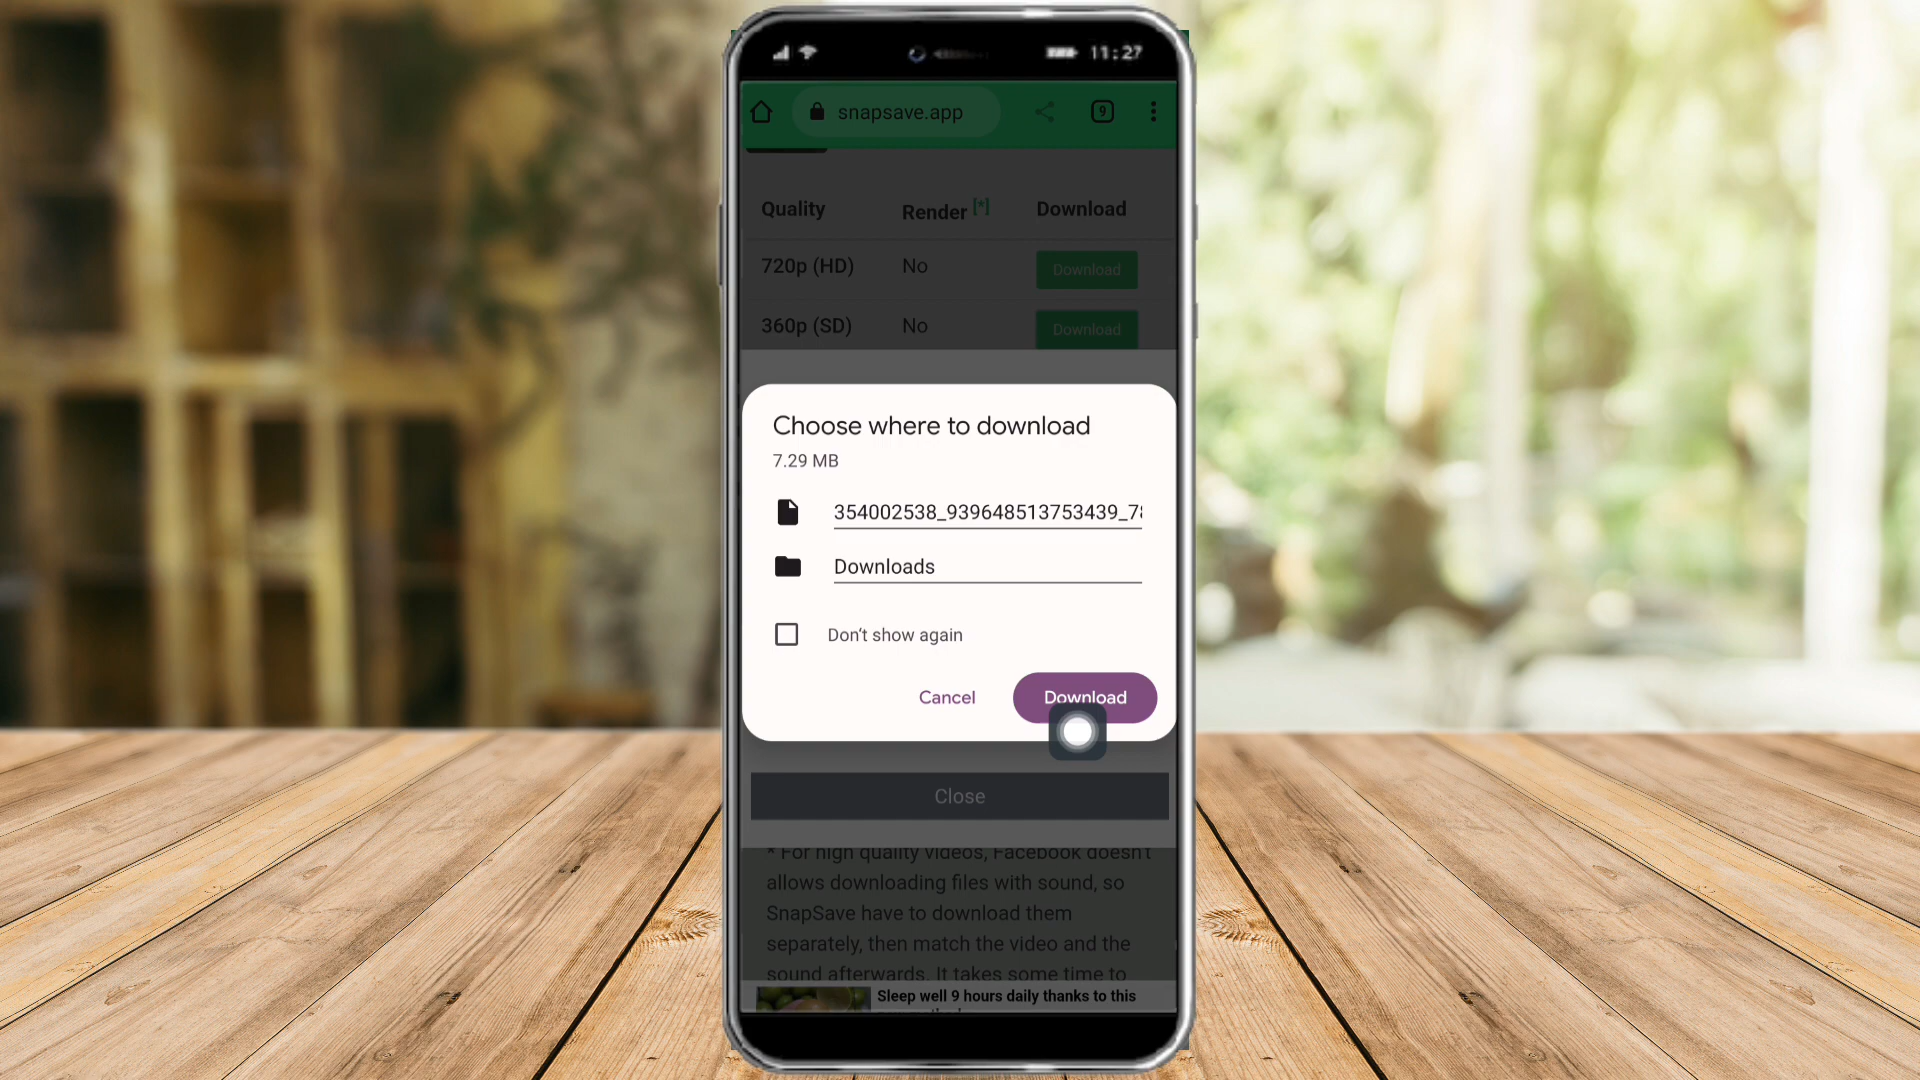 11:27
snapsave.app
9
Quality Render [*] Download
720p (HD) No Download
360p (SD) No Download
Choose where to download
7.29 MB
354002538_939648513753439_78
Downloads
Don't show again
Cancel Download
Close
* For high quality videos, Facebook doesn't
allows downloading files with sound, so
SnapSave have to download them
separately, then match the video and the
sound afterwards. It takes some time to
Sleep well 9 hours daily thanks to this